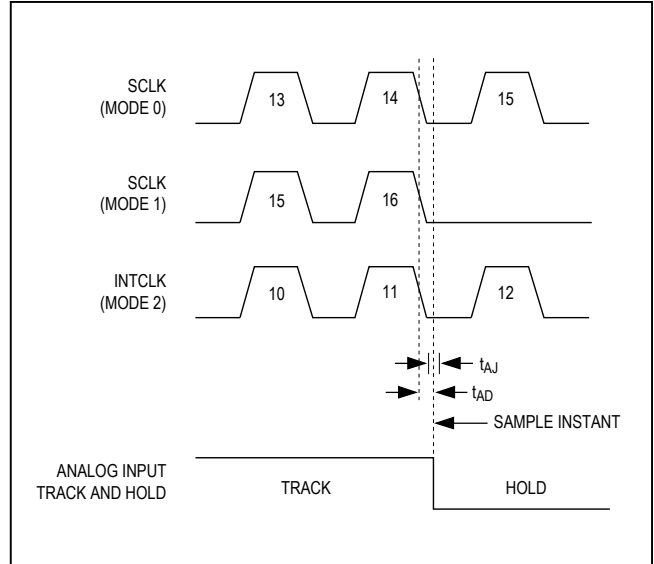 SCLK
(MODE 0)
13
14
15
SCLK
(MODE 1)
15
16
INTCLK
(MODE 2)
10
11
12
tAJ
tAD
SAMPLE INSTANT
ANALOG INPUT
TRACK AND HOLD
TRACK
HOLD